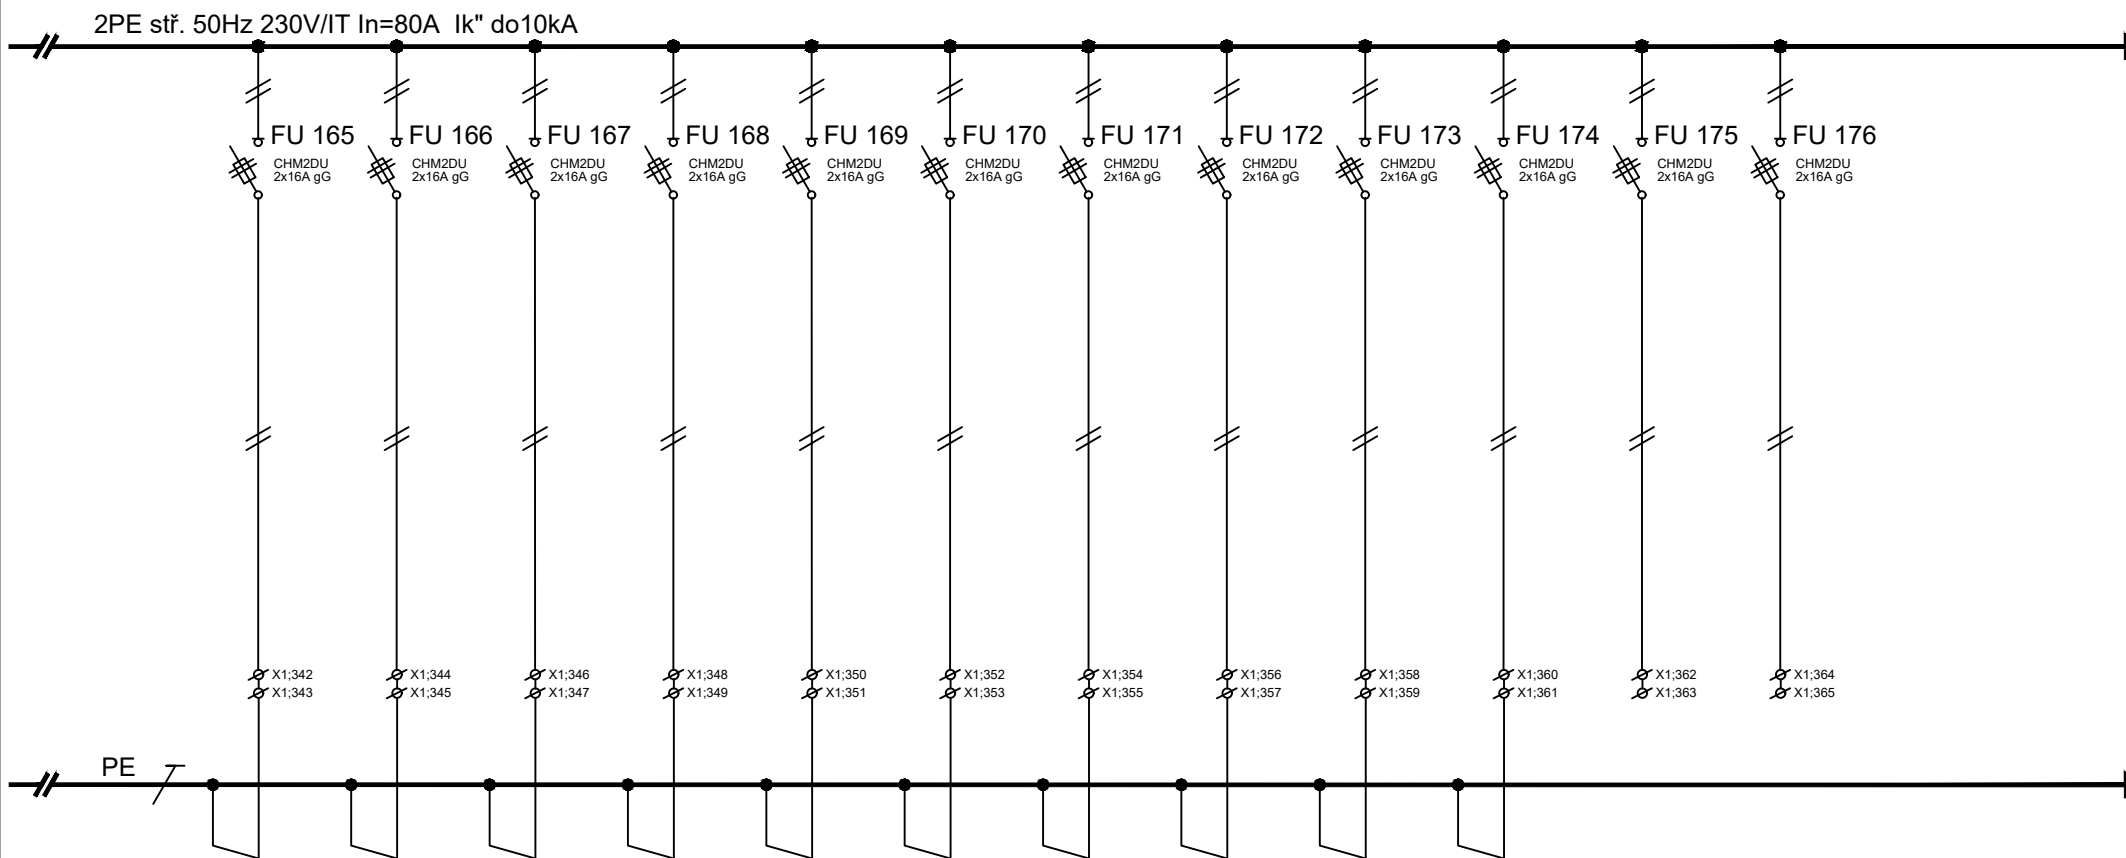 2PE stř. 50Hz 230V/IT In=80A Ik" do10kA
FU 165 FU 166 FU 167 FU 168 FU 169 FU 170 FU 171 FU 172 FU 173 FU 174 FU 175 FU 176
CHM2DU CHM2DU CHM2DU CHM2DU CHM2DU CHM2DU CHM2DU CHM2DU CHM2DU CHM2DU CHM2DU CHM2DU
2x16A gG 2x16A gG 2x16A gG 2x16A gG 2x16A gG 2x16A gG 2x16A gG 2x16A gG 2x16A gG 2x16A gG 2x16A gG 2x16A gG
X1;342 X1;344 X1;346 X1;348 X1;350 X1;352 X1;354 X1;356 X1;358 X1;360 X1;362 X1;364
X1;343 X1;345 X1;347 X1;349 X1;351 X1;353 X1;355 X1;357 X1;359 X1;361 X1;363 X1;365
PE